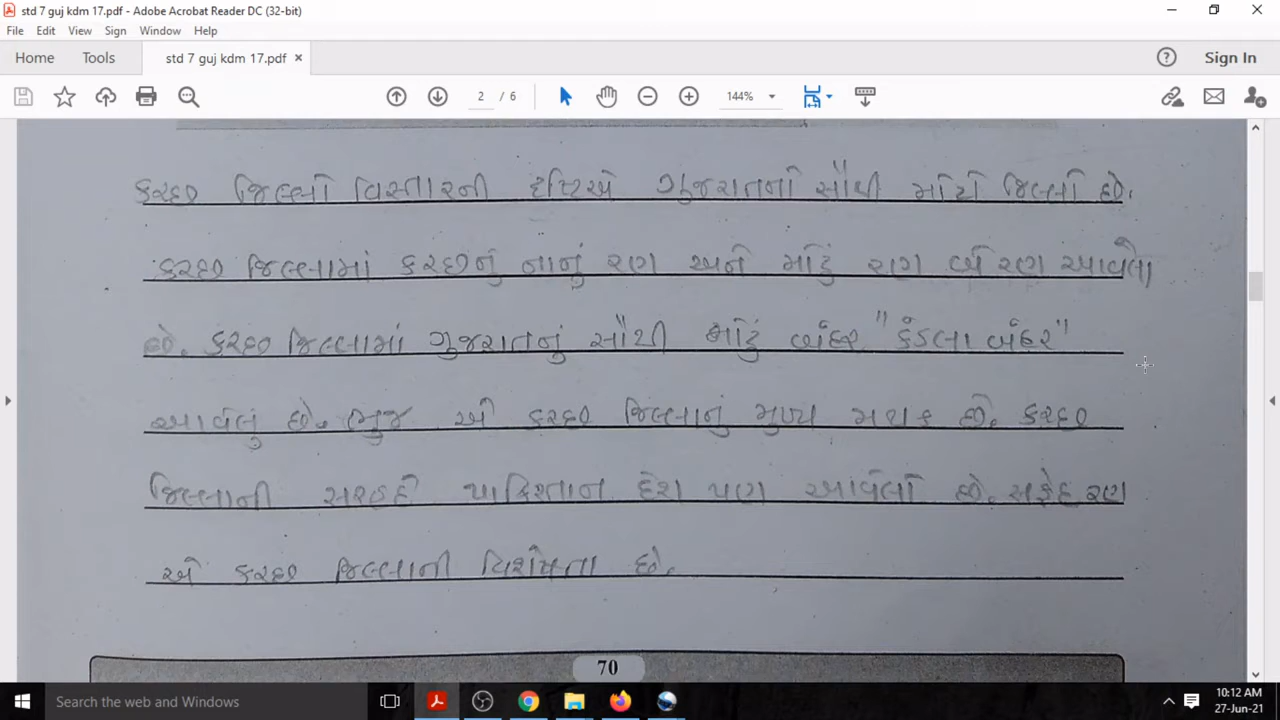 std 7 guj kdm 17.pdf - Adobe Acrobat Reader DC (32-bit)
File Edit View Sign Window Help
Home Tools std 7 guj kdm 17.pdf × Sign In
2 / 6 144%
કચ્છ જિલ્લો વિસ્તારની દૃષ્ટિએ ગુજરાતનો સૌથી મોટો જિલ્લો છે.
કચ્છ જિલ્લામાં કચ્છનું નાનું રણ અને મોટું રણ બે રણ આવેલા
છે. કચ્છ જિલ્લામાં ગુજરાતનું સૌથી મોટું બંદર "કંડલા બંદર"
આવેલું છે. ભુજ એ કચ્છ જિલ્લાનું મુખ્ય મથક છે. કચ્છ
જિલ્લાની સરહદે પાકિસ્તાન દેશ પણ આવેલો છે. સફેદ રણ
એ કચ્છ જિલ્લાની વિશેષતા છે.
70
Search the web and Windows
10:12 AM
27-Jun-21